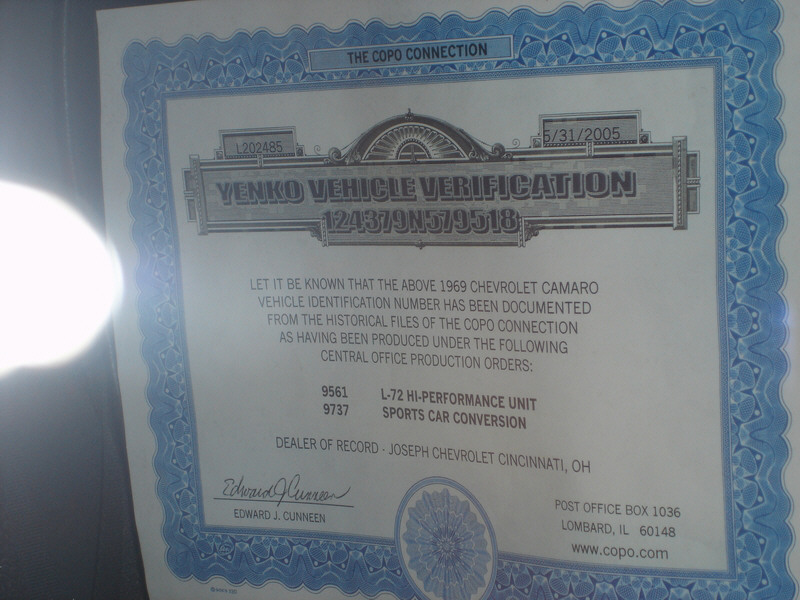 THE COPO CONNECTION
L202485
5/31/2005
YENKO VEHICLE VERIFICATION
124379N579518
LET IT BE KNOWN THAT THE ABOVE 1969 CHEVROLET CAMARO
VEHICLE IDENTIFICATION NUMBER HAS BEEN DOCUMENTED
FROM THE HISTORICAL FILES OF THE COPO CONNECTION
AS HAVING BEEN PRODUCED UNDER THE FOLLOWING
CENTRAL OFFICE PRODUCTION ORDERS:
9561 L-72 HI-PERFORMANCE UNIT
9737 SPORTS CAR CONVERSION
DEALER OF RECORD - JOSEPH CHEVROLET CINCINNATI, OH
Edward J. Cunneen
EDWARD J. CUNNEEN
POST OFFICE BOX 1036
LOMBARD, IL 60148
www.copo.com